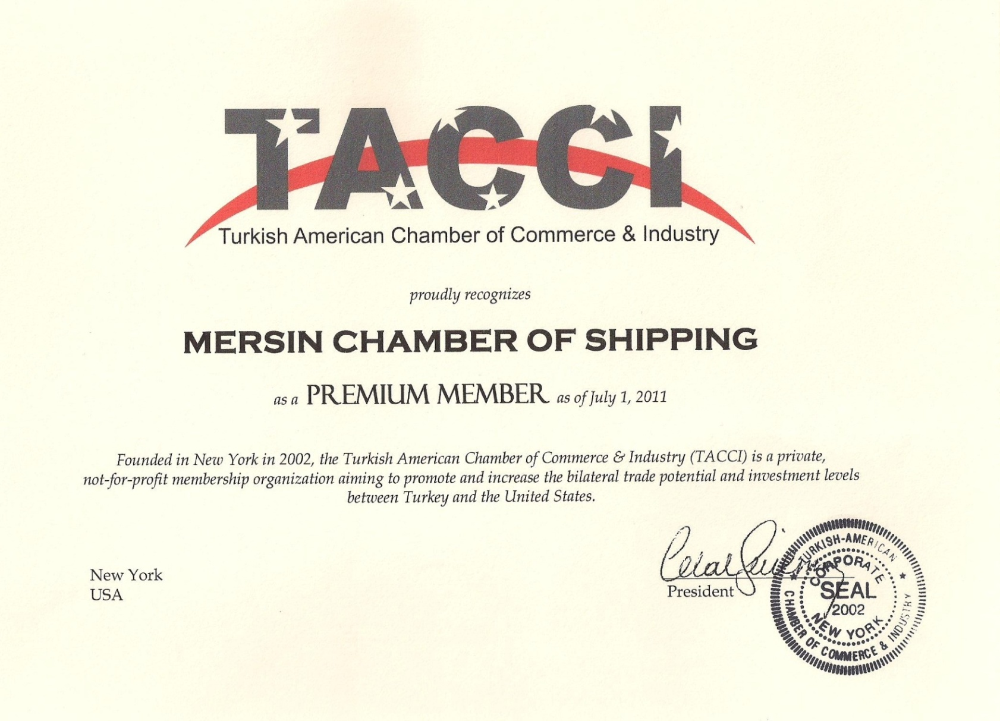 TACCI
Turkish American Chamber of Commerce & Industry
proudly recognizes
MERSIN CHAMBER OF SHIPPING
as a PREMIUM MEMBER as of July 1, 2011
Founded in New York in 2002, the Turkish American Chamber of Commerce & Industry (TACCI) is a private,
not-for-profit membership organization aiming to promote and increase the bilateral trade potential and investment levels
between Turkey and the United States.
New York
USA
President
TURKISH-AMERICAN
CHAMBER OF COMMERCE & INDUSTRY
CORPORATE
SEAL
2002
NEW YORK